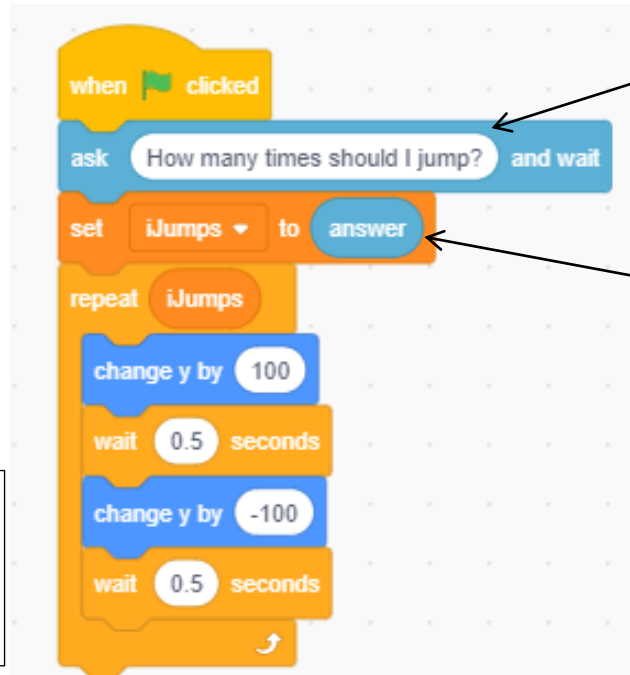 when clicked
ask How many times should I jump? and wait
set iJumps to answer
repeat iJumps
change y by 100
wait 0.5 seconds
change y by -100
wait 0.5 seconds